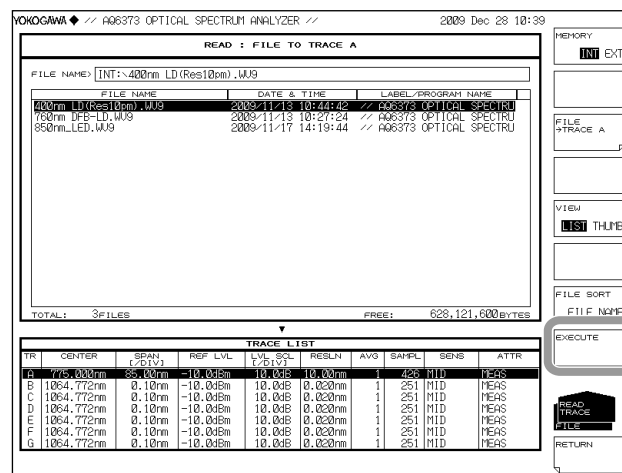 YOKOGAWA ◆ // AQ6373 OPTICAL SPECTRUM ANALYZER // 2009 Dec 28 10:39
READ : FILE TO TRACE A
FILE NAME> INT:\400nm LD(Res10pm).WU9
FILE NAME DATE & TIME LABEL/PROGRAM NAME
400nm LD(Res10pm).WU9 2009/11/13 10:44:42 // AQ6373 OPTICAL SPECTRU
760nm DFB-LD.WU9 2009/11/13 10:27:24 // AQ6373 OPTICAL SPECTRU
850nm_LED.WU9 2009/11/17 14:19:44 // AQ6373 OPTICAL SPECTRU
TOTAL: 3FILES FREE: 628,121,600BYTES
▼
TRACE LIST
TR CENTER SPAN [/DIV] REF LVL LVL SCL [/DIV] RESLN AVG SAMPL SENS ATTR
A 775.000nm 85.00nm -10.0dBm 10.0dB 10.00nm 1 426 MID MEAS
B 1064.772nm 0.10nm -10.0dBm 10.0dB 0.020nm 1 251 MID MEAS
C 1064.772nm 0.10nm -10.0dBm 10.0dB 0.020nm 1 251 MID MEAS
D 1064.772nm 0.10nm -10.0dBm 10.0dB 0.020nm 1 251 MID MEAS
E 1064.772nm 0.10nm -10.0dBm 10.0dB 0.020nm 1 251 MID MEAS
F 1064.772nm 0.10nm -10.0dBm 10.0dB 0.020nm 1 251 MID MEAS
G 1064.772nm 0.10nm -10.0dBm 10.0dB 0.020nm 1 251 MID MEAS
MEMORY
INT EXT
FILE
→TRACE A
VIEW
LIST THUMB
FILE SORT
FILE NAME
EXECUTE
READ
TRACE
FILE
RETURN